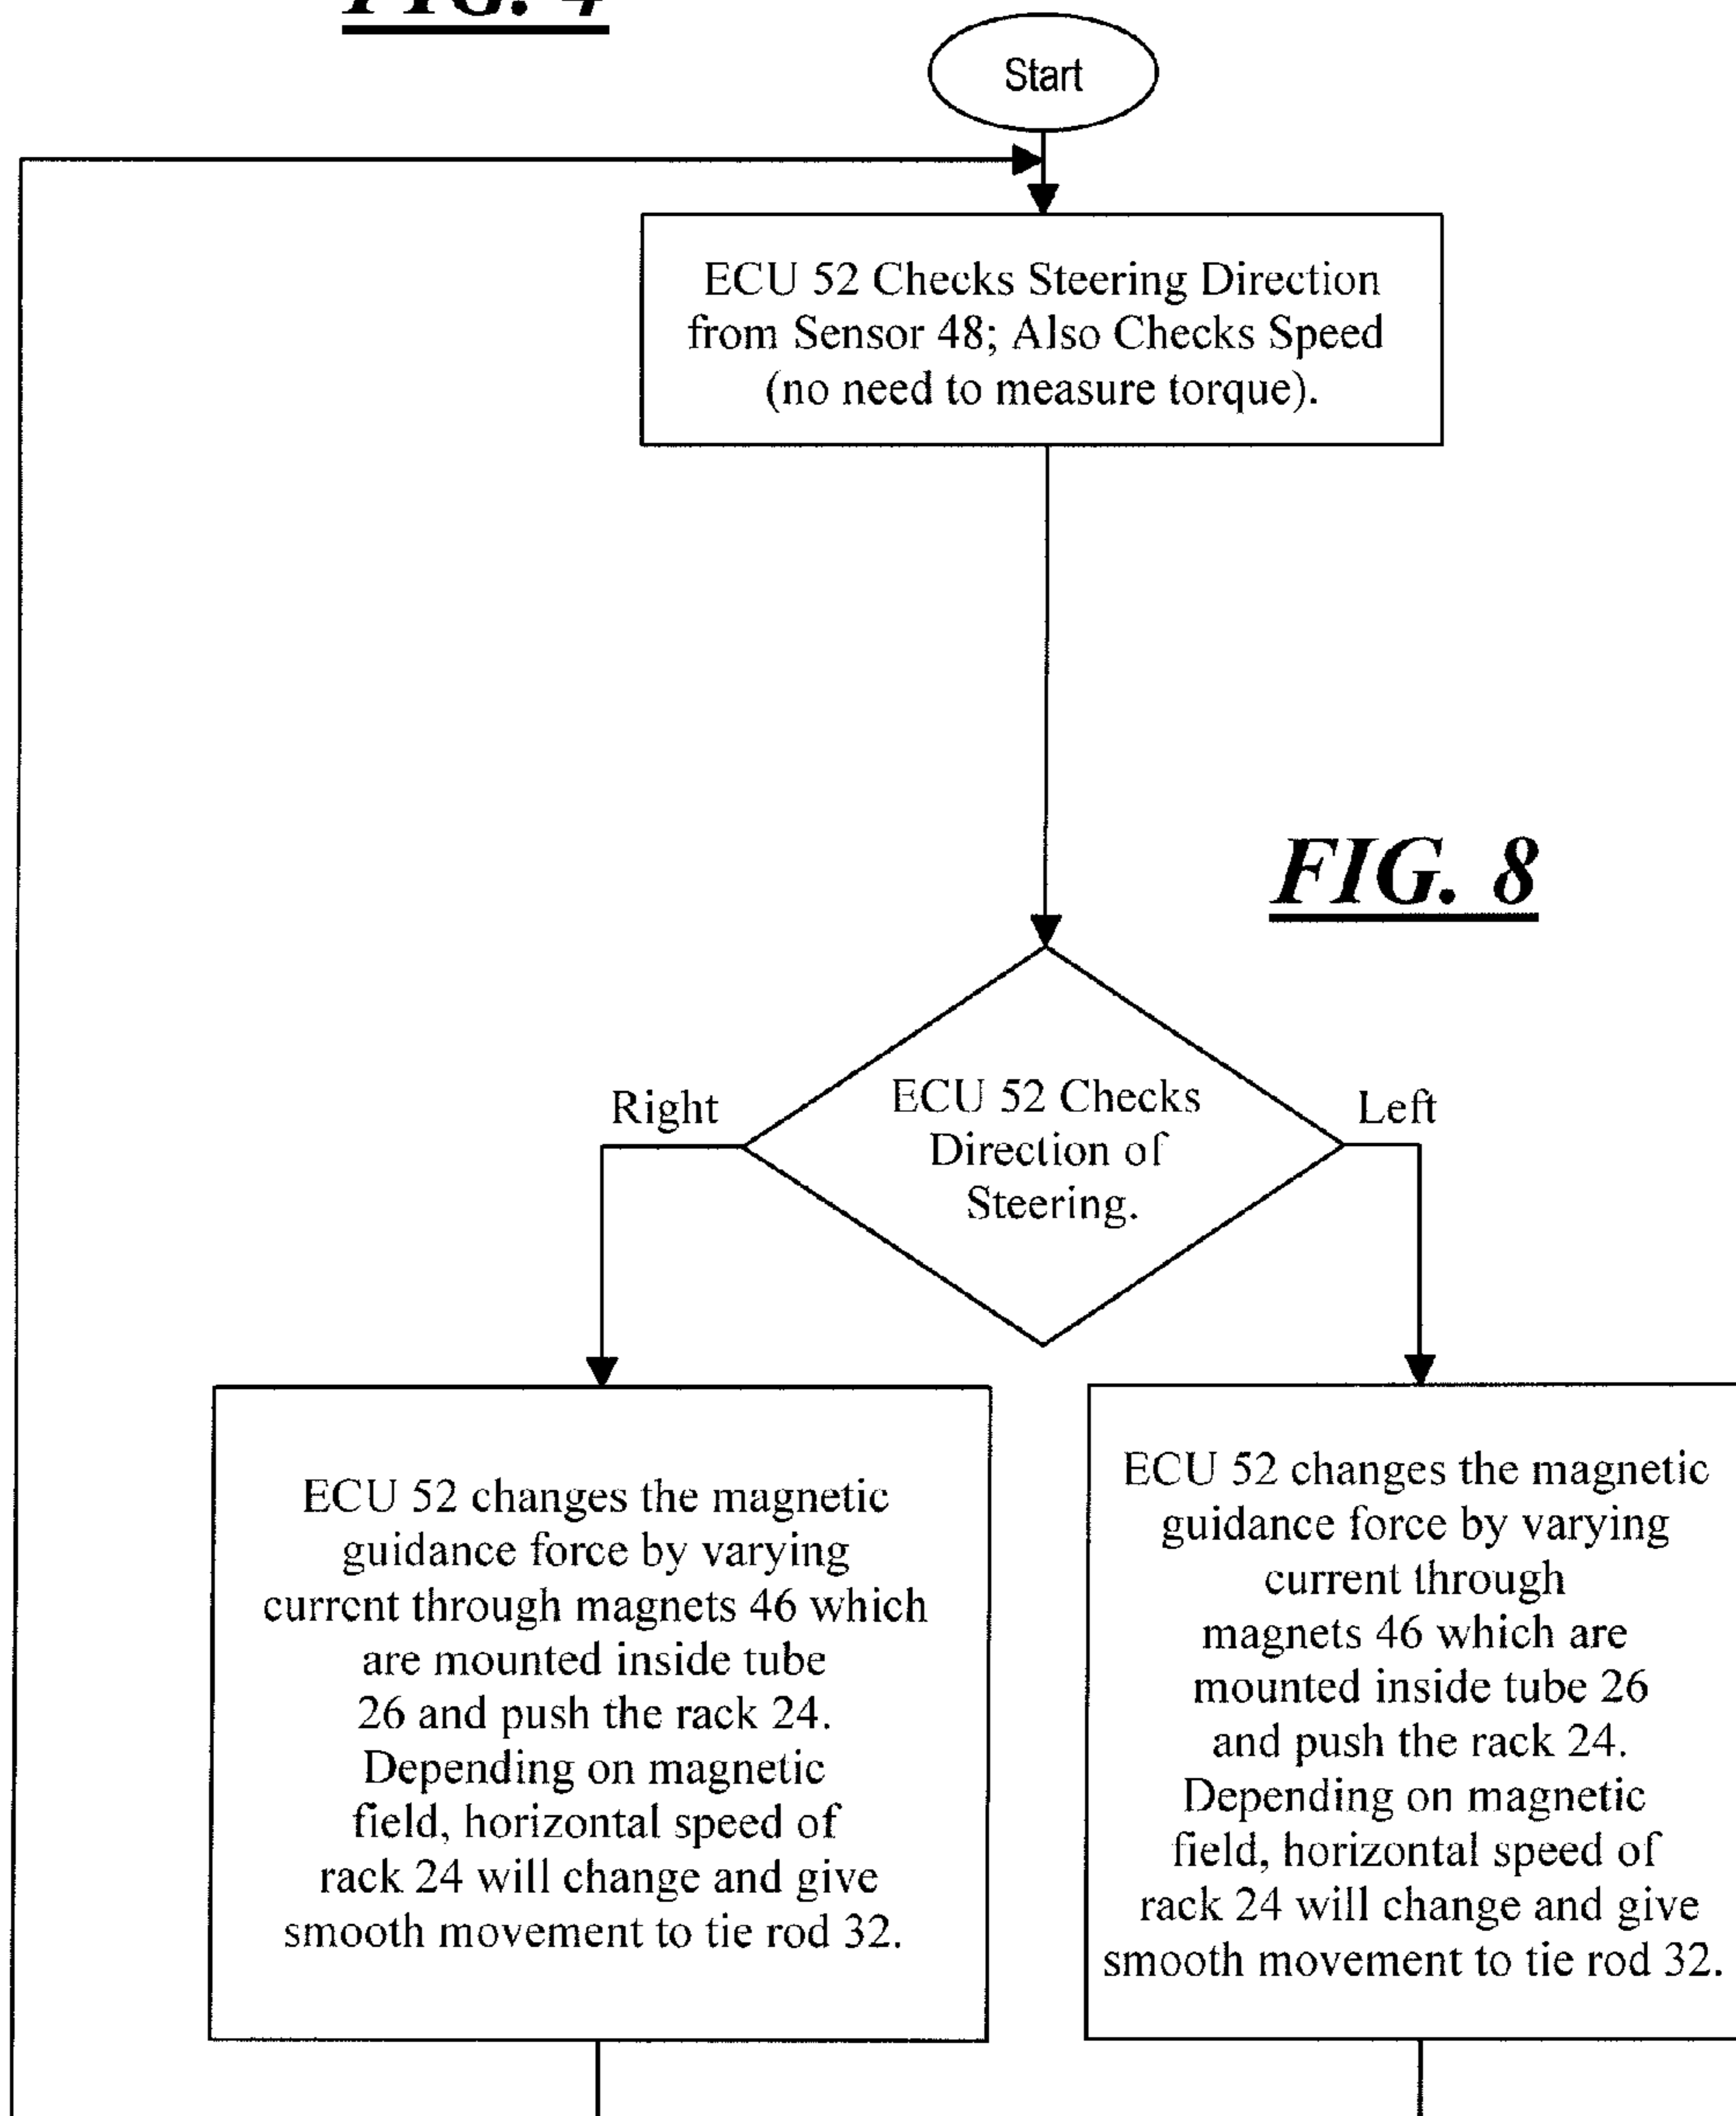 FIG. 4
Start
ECU 52 Checks Steering Direction
from Sensor 48; Also Checks Speed
(no need to measure torque).
FIG. 8
Right
ECU 52 Checks
Direction of
Steering.
Left
ECU 52 changes the magnetic
guidance force by varying
current through magnets 46 which
are mounted inside tube
26 and push the rack 24.
Depending on magnetic
field, horizontal speed of
rack 24 will change and give
smooth movement to tie rod 32.
ECU 52 changes the magnetic
guidance force by varying
current through
magnets 46 which are
mounted inside tube 26
and push the rack 24.
Depending on magnetic
field, horizontal speed of
rack 24 will change and give
smooth movement to tie rod 32.